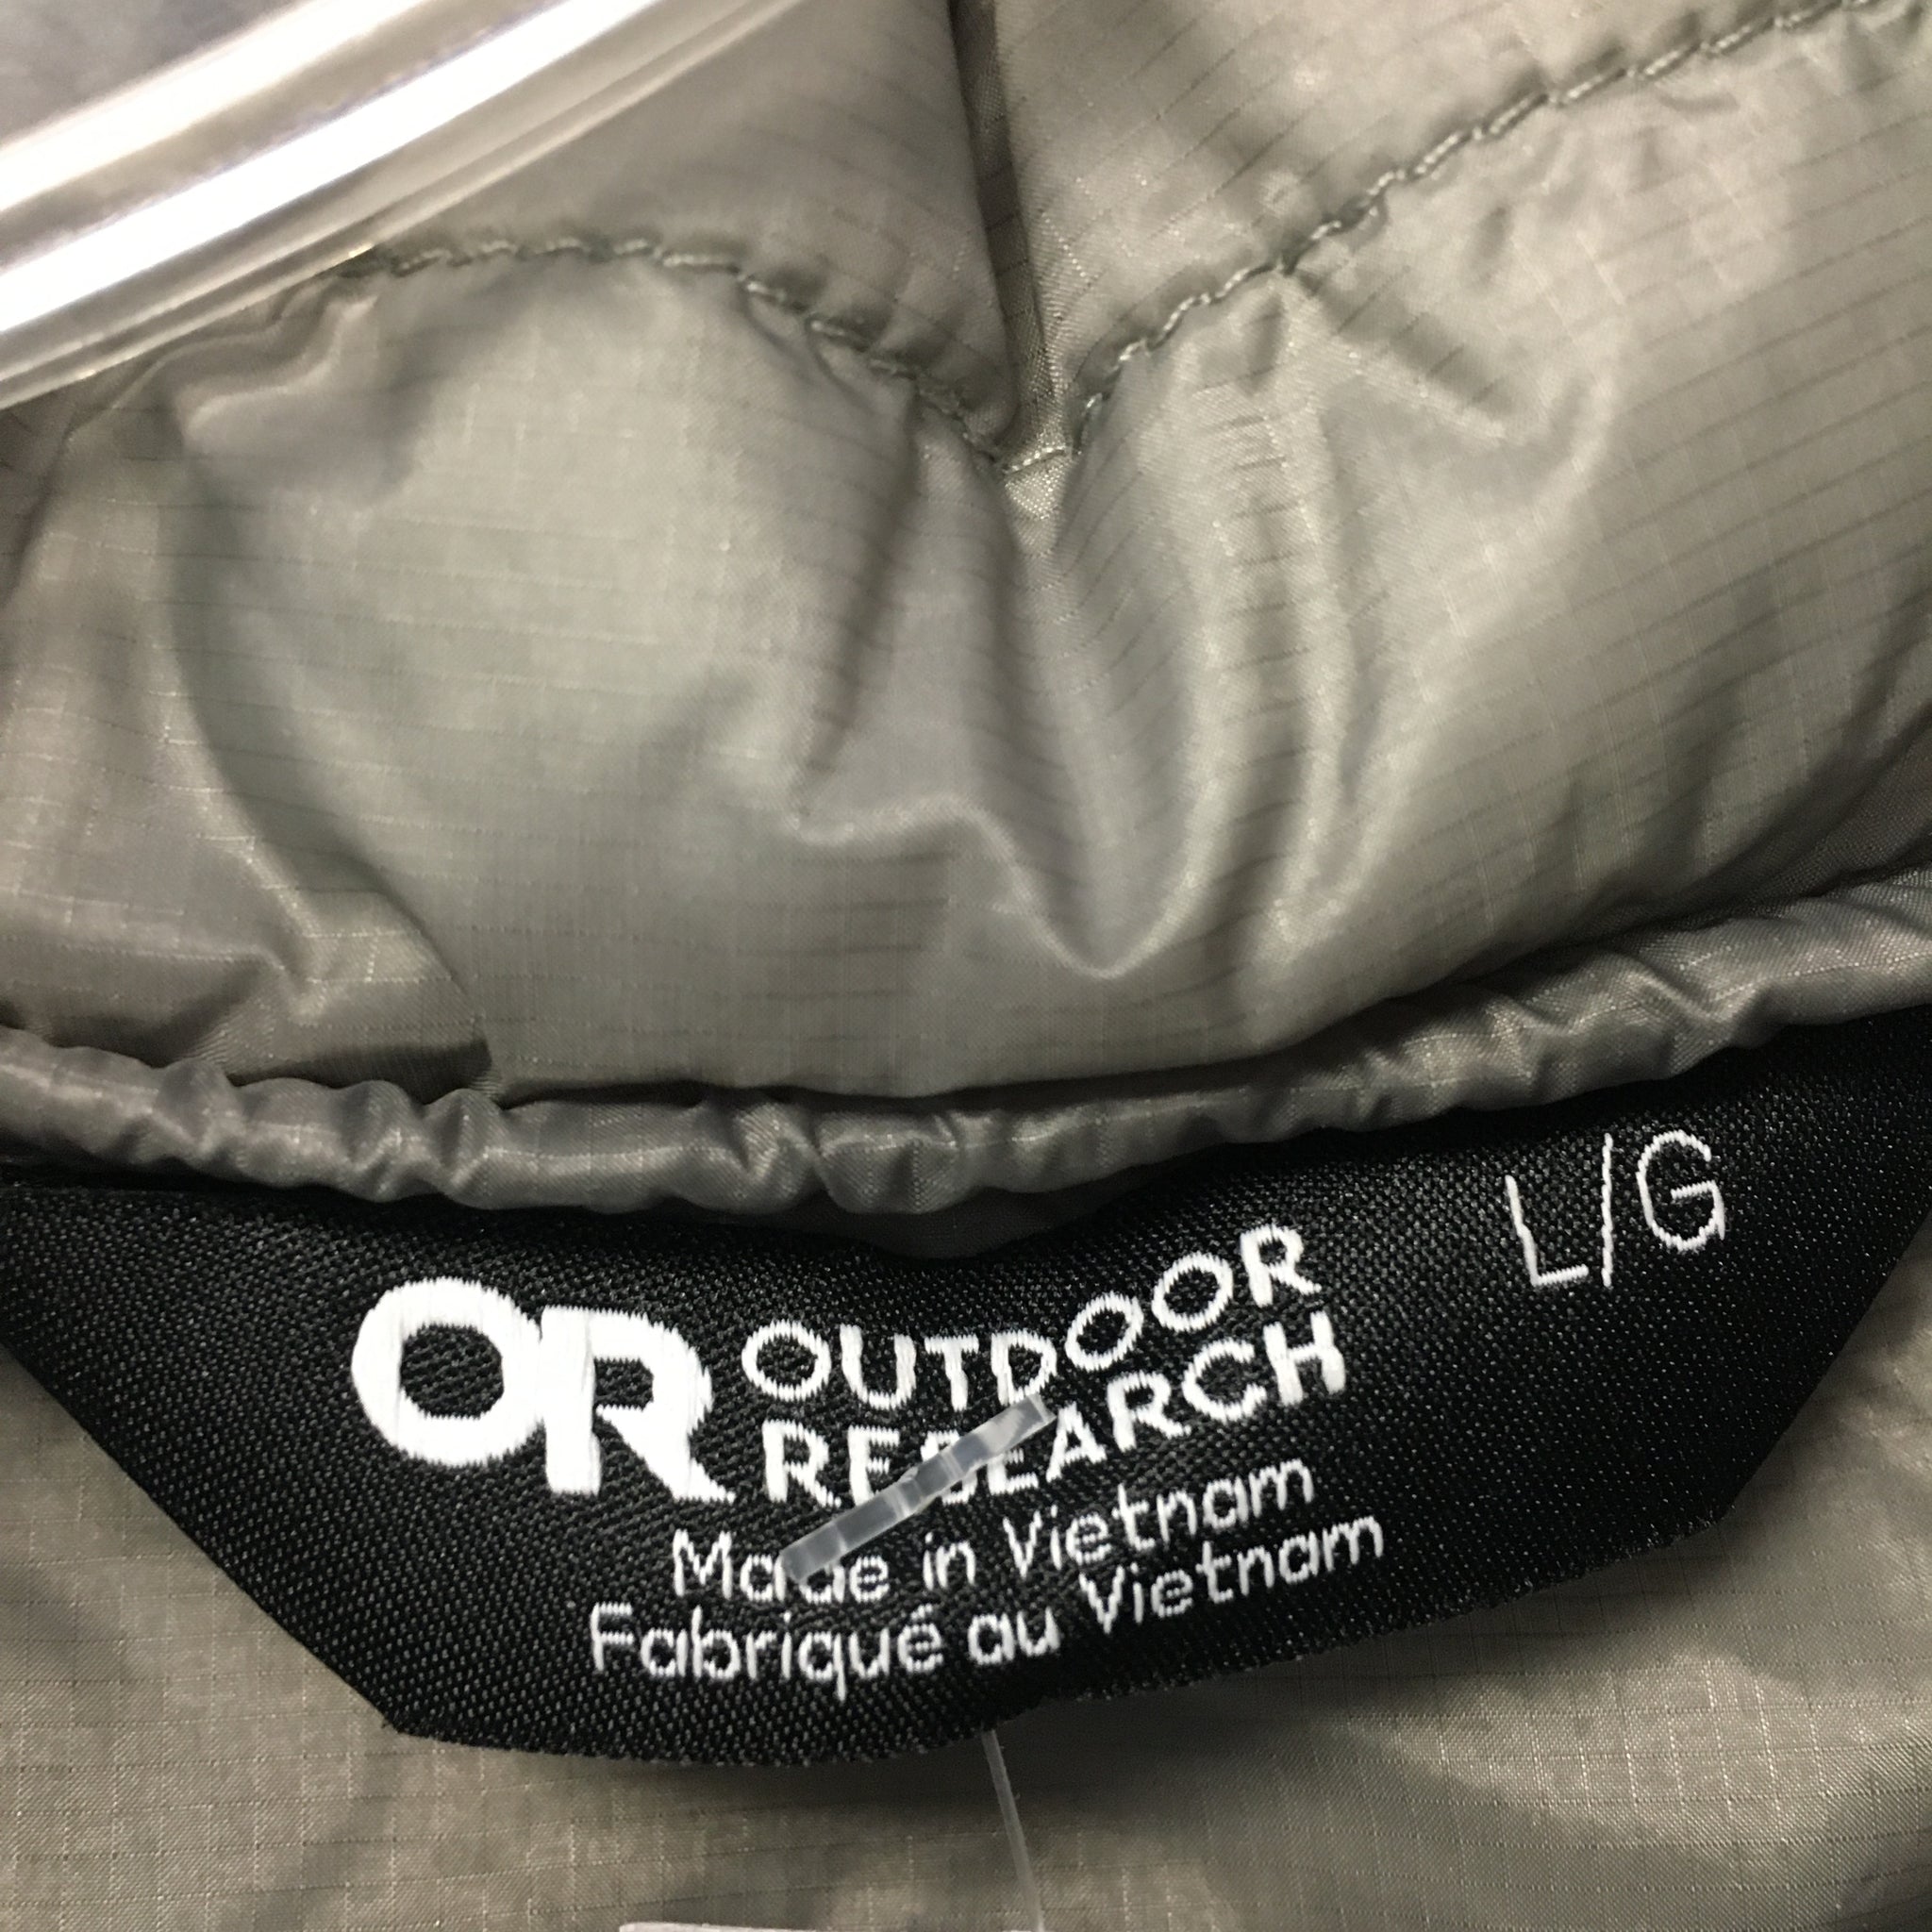 OR OUTDOOR
RESEARCH
L/G
Made in Vietnam
Fabriqué au Vietnam